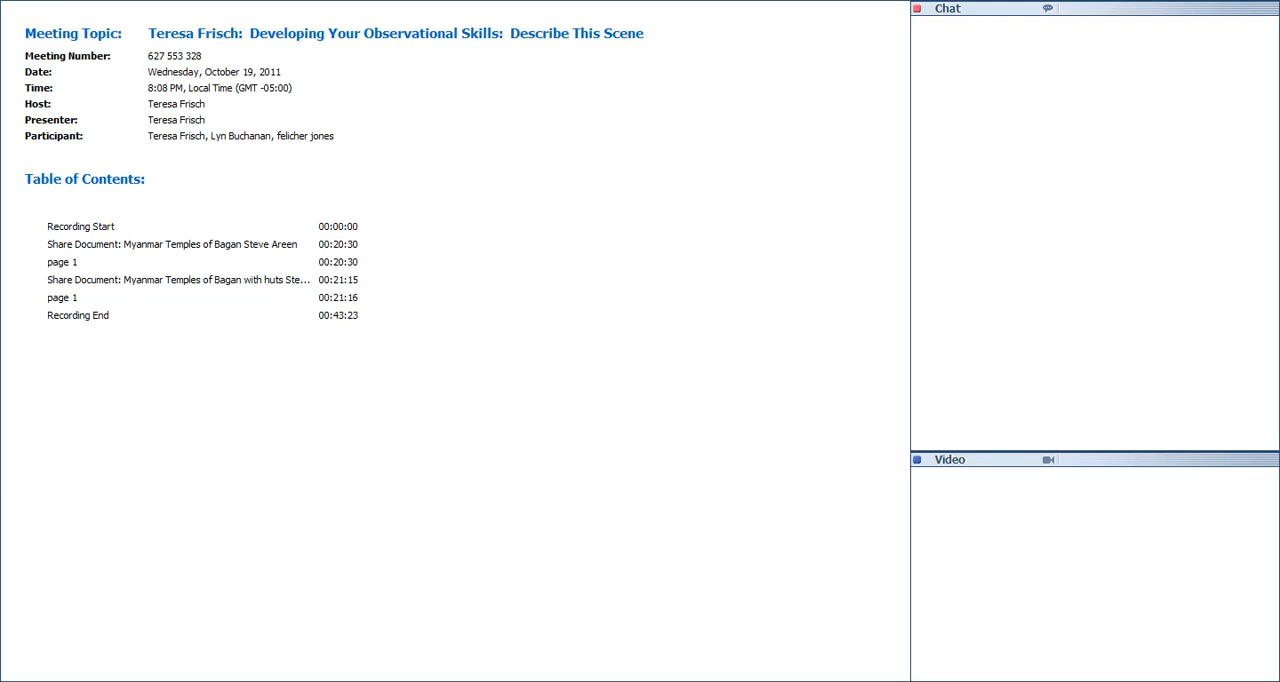 Meeting Topic: Teresa Frisch: Developing Your Observational Skills: Describe This Scene
Meeting Number: 627 553 328
Date: Wednesday, October 19, 2011
Time: 8:08 PM, Local Time (GMT -05:00)
Host: Teresa Frisch
Presenter: Teresa Frisch
Participant: Teresa Frisch, Lyn Buchanan, felicher jones
Table of Contents:
Recording Start 00:00:00
Share Document: Myanmar Temples of Bagan Steve Areen 00:20:30
page 1 00:20:30
Share Document: Myanmar Temples of Bagan with huts Ste... 00:21:15
page 1 00:21:16
Recording End 00:43:23
Chat
Video